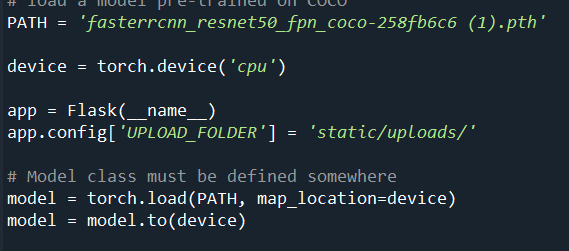 # load a model pre-trained on COCO
PATH = 'fasterrcnn_resnet50_fpn_coco-258fb6c6 (1).pth'
device = torch.device('cpu')
app = Flask(__name__)
app.config['UPLOAD_FOLDER'] = 'static/uploads/'
# Model class must be defined somewhere
model = torch.load(PATH, map_location=device)
model = model.to(device)